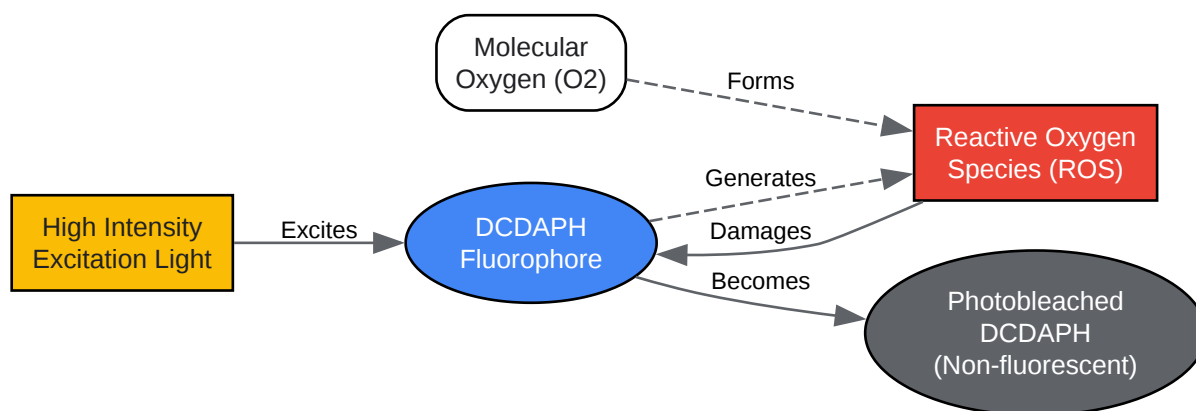 Molecular
Oxygen (O2)
Forms
Reactive Oxygen
Species (ROS)
Generates
High Intensity
Excitation Light
Excites
DCDAPH
Fluorophore
Damages
Becomes
Photobleached
DCDAPH
(Non-fluorescent)